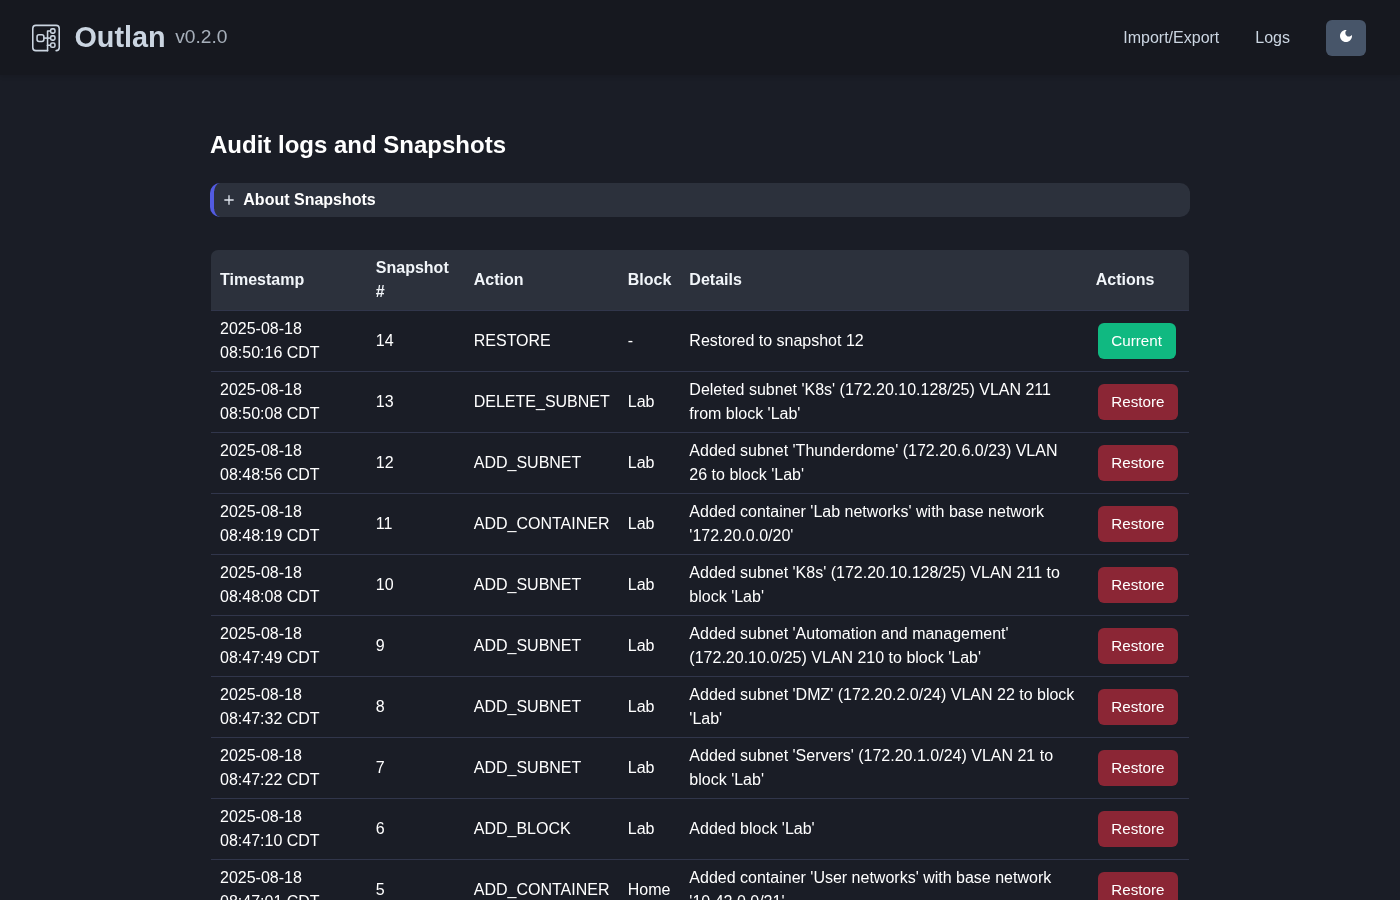 Outlan v0.2.0
Import/Export Logs
Audit logs and Snapshots
+ About Snapshots
Timestamp Snapshot # Action Block Details Actions
2025-08-18
08:50:16 CDT
14 RESTORE - Restored to snapshot 12 Current
2025-08-18
08:50:08 CDT
13 DELETE_SUBNET Lab
Deleted subnet 'K8s' (172.20.10.128/25) VLAN 211
from block 'Lab'
Restore
2025-08-18
08:48:56 CDT
12 ADD_SUBNET Lab
Added subnet 'Thunderdome' (172.20.6.0/23) VLAN
26 to block 'Lab'
Restore
2025-08-18
08:48:19 CDT
11 ADD_CONTAINER Lab
Added container 'Lab networks' with base network
'172.20.0.0/20'
Restore
2025-08-18
08:48:08 CDT
10 ADD_SUBNET Lab
Added subnet 'K8s' (172.20.10.128/25) VLAN 211 to
block 'Lab'
Restore
2025-08-18
08:47:49 CDT
9 ADD_SUBNET Lab
Added subnet 'Automation and management'
(172.20.10.0/25) VLAN 210 to block 'Lab'
Restore
2025-08-18
08:47:32 CDT
8 ADD_SUBNET Lab
Added subnet 'DMZ' (172.20.2.0/24) VLAN 22 to block
'Lab'
Restore
2025-08-18
08:47:22 CDT
7 ADD_SUBNET Lab
Added subnet 'Servers' (172.20.1.0/24) VLAN 21 to
block 'Lab'
Restore
2025-08-18
08:47:10 CDT
6 ADD_BLOCK Lab Added block 'Lab' Restore
2025-08-18
08:47:01 CDT
5 ADD_CONTAINER Home
Added container 'User networks' with base network
Restore